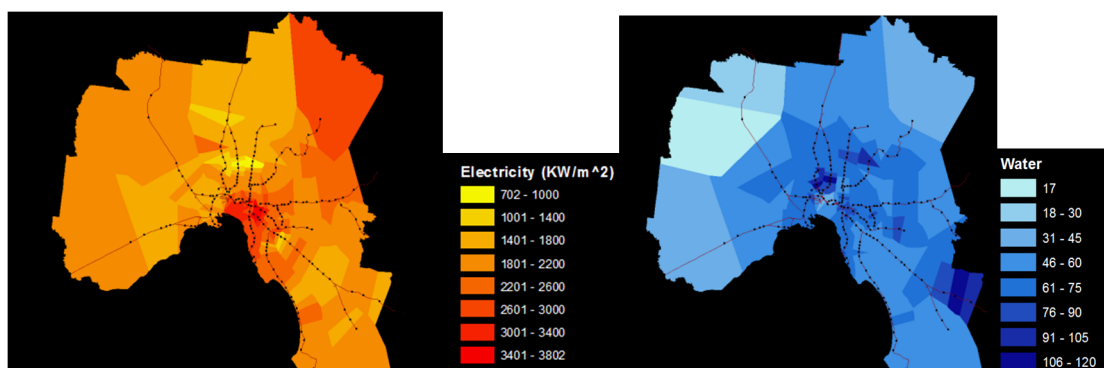 Electricity (KW/m^2)
702 - 1000
1001 - 1400
1401 - 1800
1801 - 2200
2201 - 2600
2601 - 3000
3001 - 3400
3401 - 3802
Water
17
18 - 30
31 - 45
46 - 60
61 - 75
76 - 90
91 - 105
106 - 120